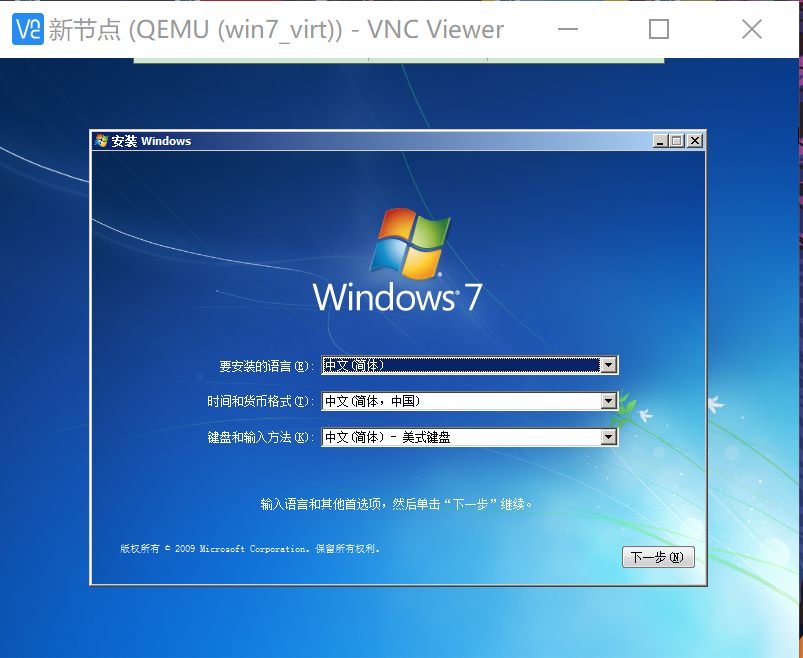 新节点 (QEMU (win7_virt)) - VNC Viewer
安装 Windows
Windows® 7
要安装的语言(E): 中文(简体)
时间和货币格式(T): 中文(简体，中国)
键盘和输入方法(K): 中文(简体) - 美式键盘
输入语言和其他首选项，然后单击“下一步”继续。
版权所有 © 2009 Microsoft Corporation。保留所有权利。
下一步(N)